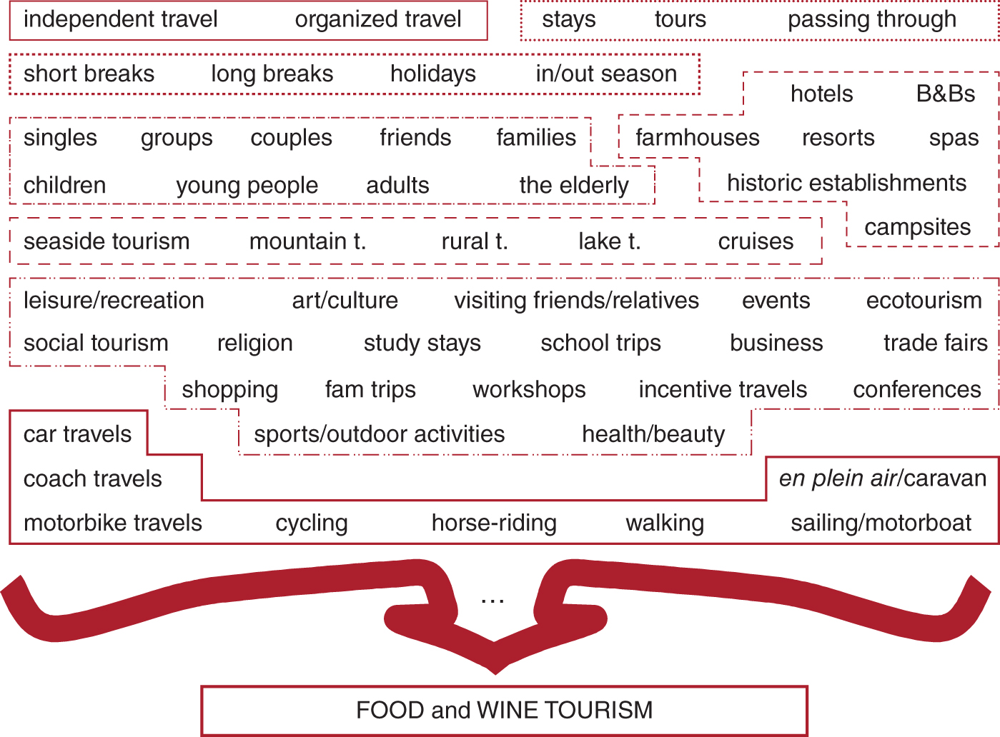 independent travel organized travel
stays tours passing through
short breaks long breaks holidays in/out season
hotels B&Bs
singles groups couples friends families
farmhouses resorts spas
children young people adults the elderly
historic establishments
campsites
seaside tourism mountain t. rural t. lake t. cruises
leisure/recreation art/culture visiting friends/relatives events ecotourism
social tourism religion study stays school trips business trade fairs
shopping fam trips workshops incentive travels conferences
sports/outdoor activities health/beauty
car travels
coach travels en plein air/caravan
motorbike travels cycling horse-riding walking sailing/motorboat
...
FOOD and WINE TOURISM